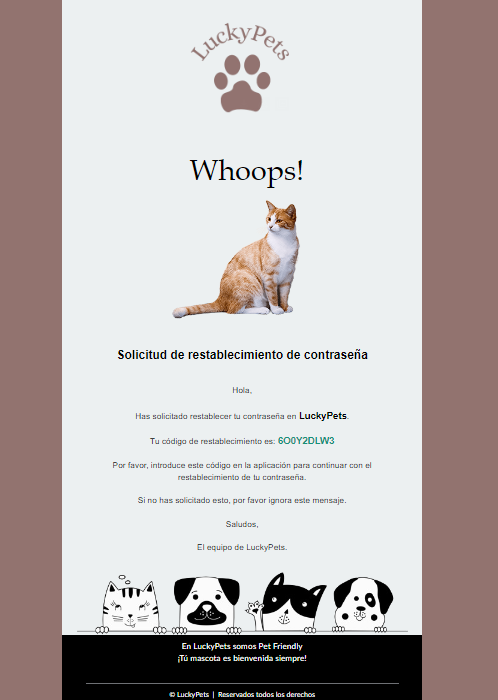 LuckyPets
Whoops!
Solicitud de restablecimiento de contraseña
Hola,
Has solicitado restablecer tu contraseña en LuckyPets.
Tu código de restablecimiento es: 6O0Y2DLW3
Por favor, introduce este código en la aplicación para continuar con el
restablecimiento de tu contraseña.
Si no has solicitado esto, por favor ignora este mensaje.
Saludos,
El equipo de LuckyPets.
En LuckyPets somos Pet Friendly
¡Tú mascota es bienvenida siempre!
© LuckyPets | Reservados todos los derechos